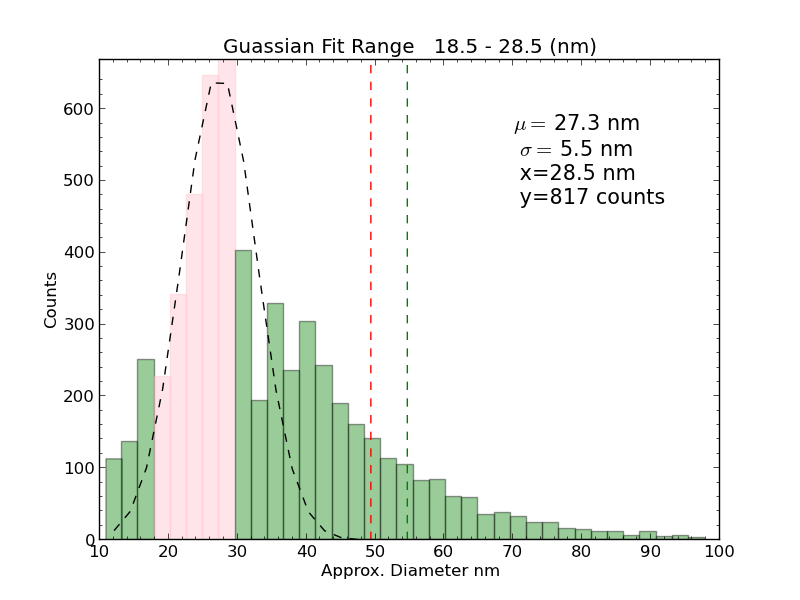 Guassian Fit Range   18.5 - 28.5 (nm)
μ = 27.3 nm
σ = 5.5 nm
x=28.5 nm
y=817 counts
Counts
600
500
400
300
200
100
0
10 20 30 40 50 60 70 80 90 100
Approx. Diameter nm